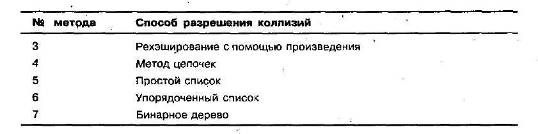 № метода Способ разрешения коллизий
3 Рехэширование с помощью произведения
4 Метод цепочек
5 Простой список
6 Упорядоченный список
7 Бинарное дерево